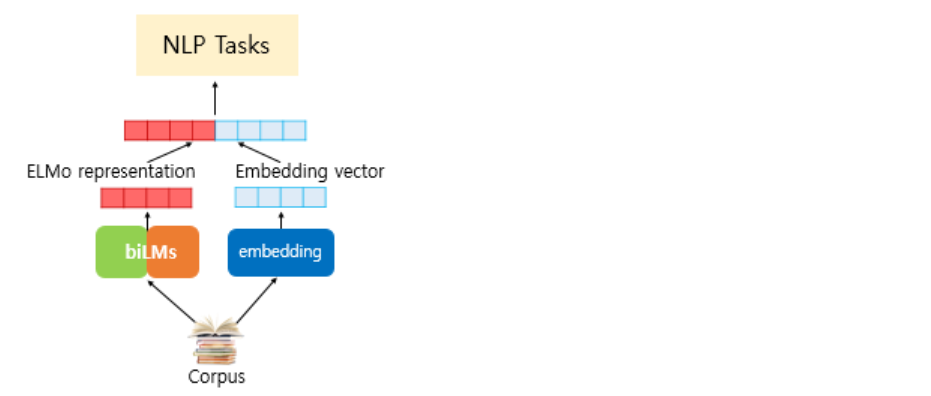 NLP Tasks
ELMo representation
Embedding vector
biLMs
embedding
Corpus